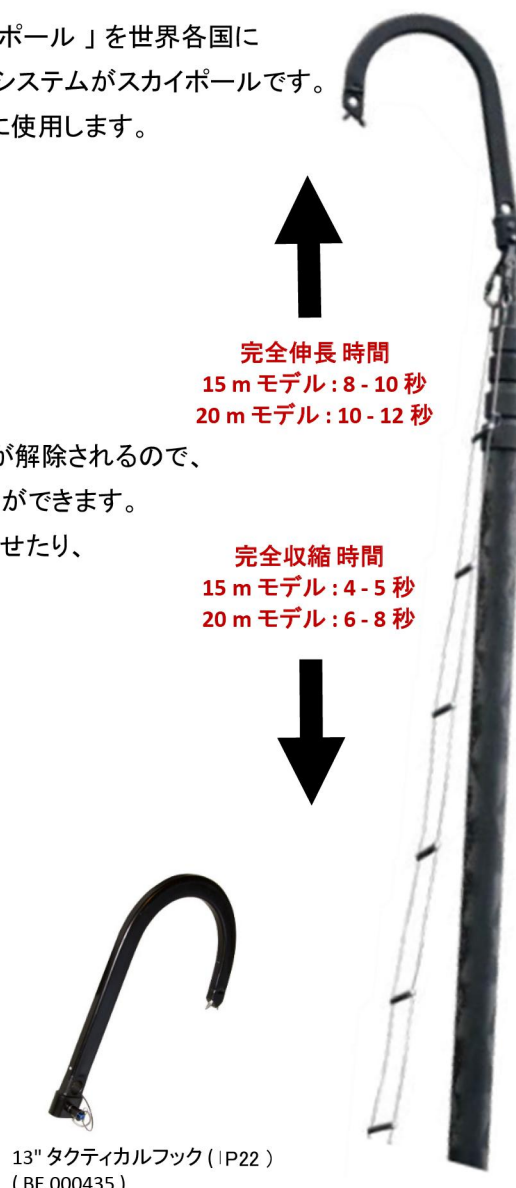 ポール 」を世界各国に
システムがスカイポールです。
に使用します。
完全伸長 時間
15 m モデル : 8 - 10 秒
20 m モデル : 10 - 12 秒
が解除されるので、
ができます。
せたり、
完全収縮 時間
15 m モデル : 4 - 5 秒
20 m モデル : 6 - 8 秒
13" タクティカルフック ( IP22 )
( BE 000435 )